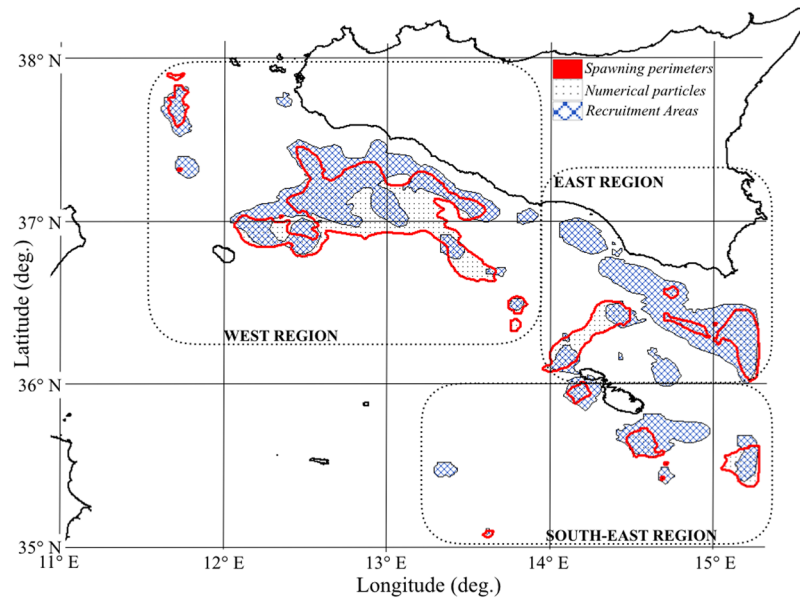 38° N
Spawning perimeters
Numerical particles
Recruitment Areas
EAST REGION
37° N
Latitude (deg.)
WEST REGION
36° N
SOUTH-EAST REGION
35° N
11° E
12° E
13° E
14° E
15° E
Longitude (deg.)